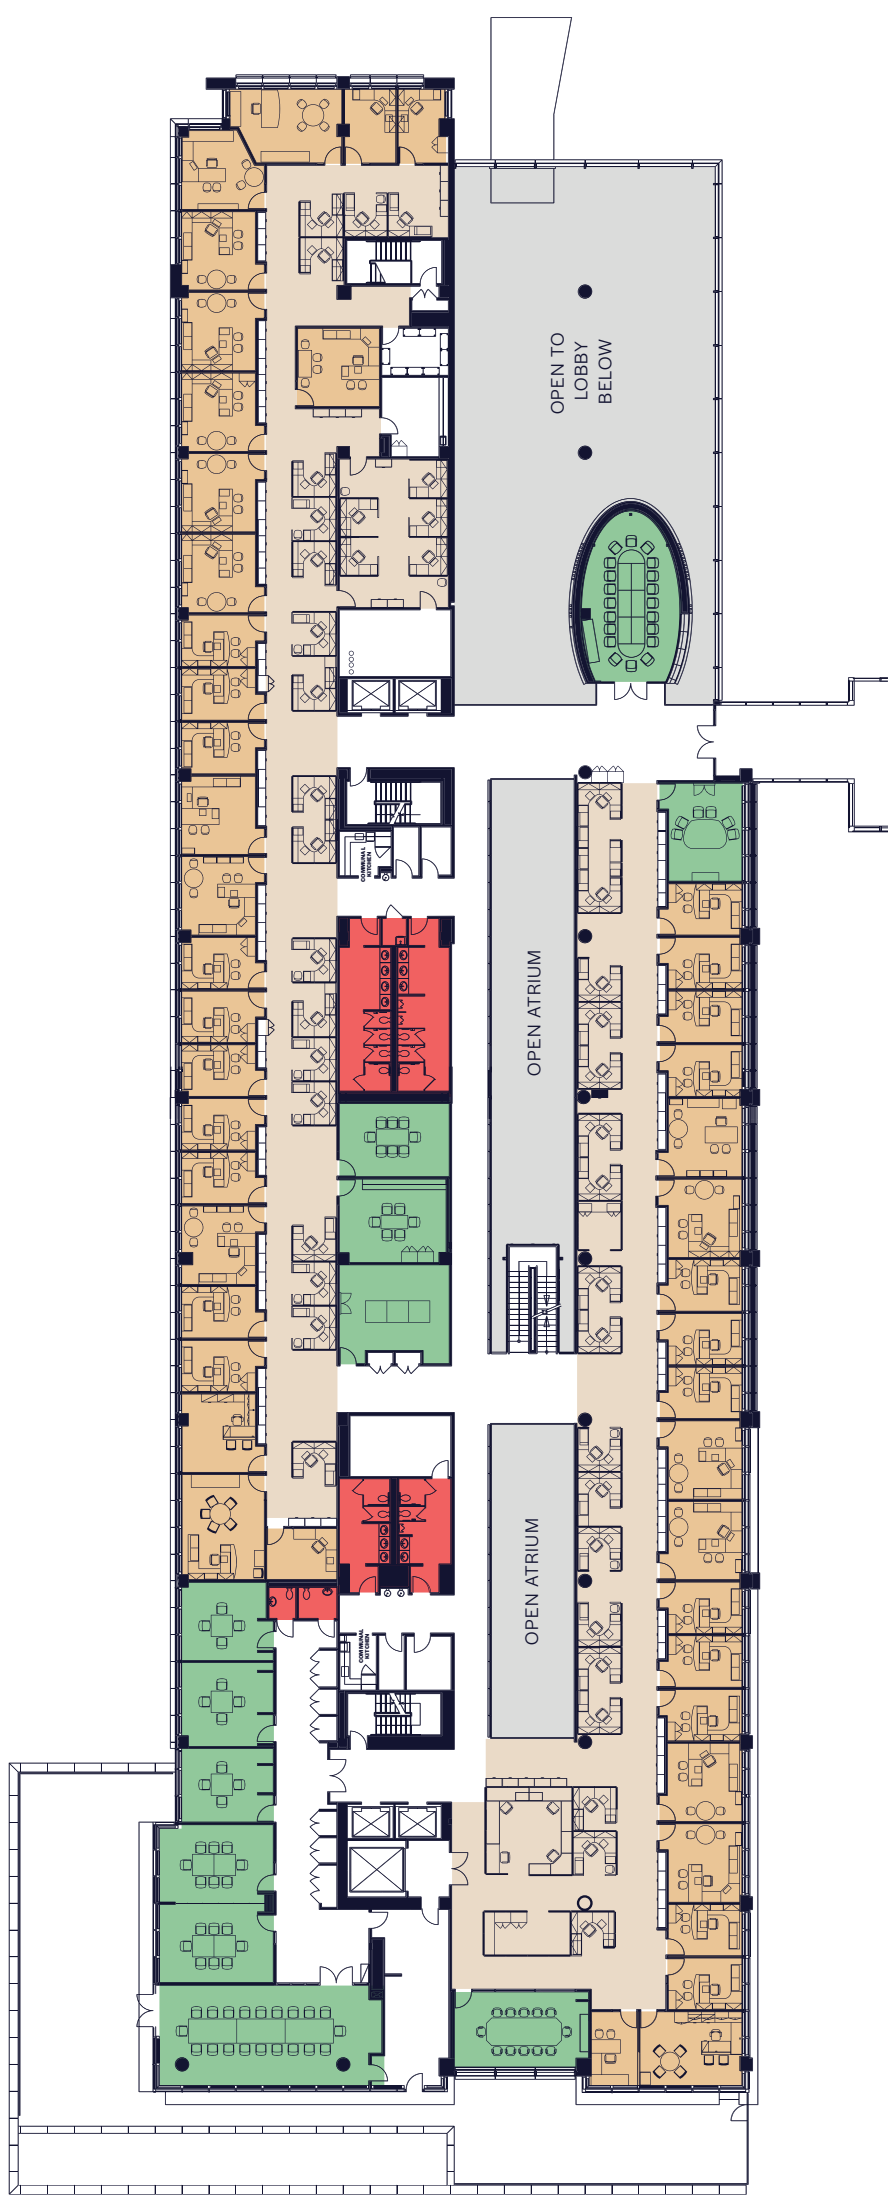 OPEN TO
LOBBY
BELOW
COMMUNAL
KITCHEN
OPEN ATRIUM
OPEN ATRIUM
COMMUNAL
KITCHEN